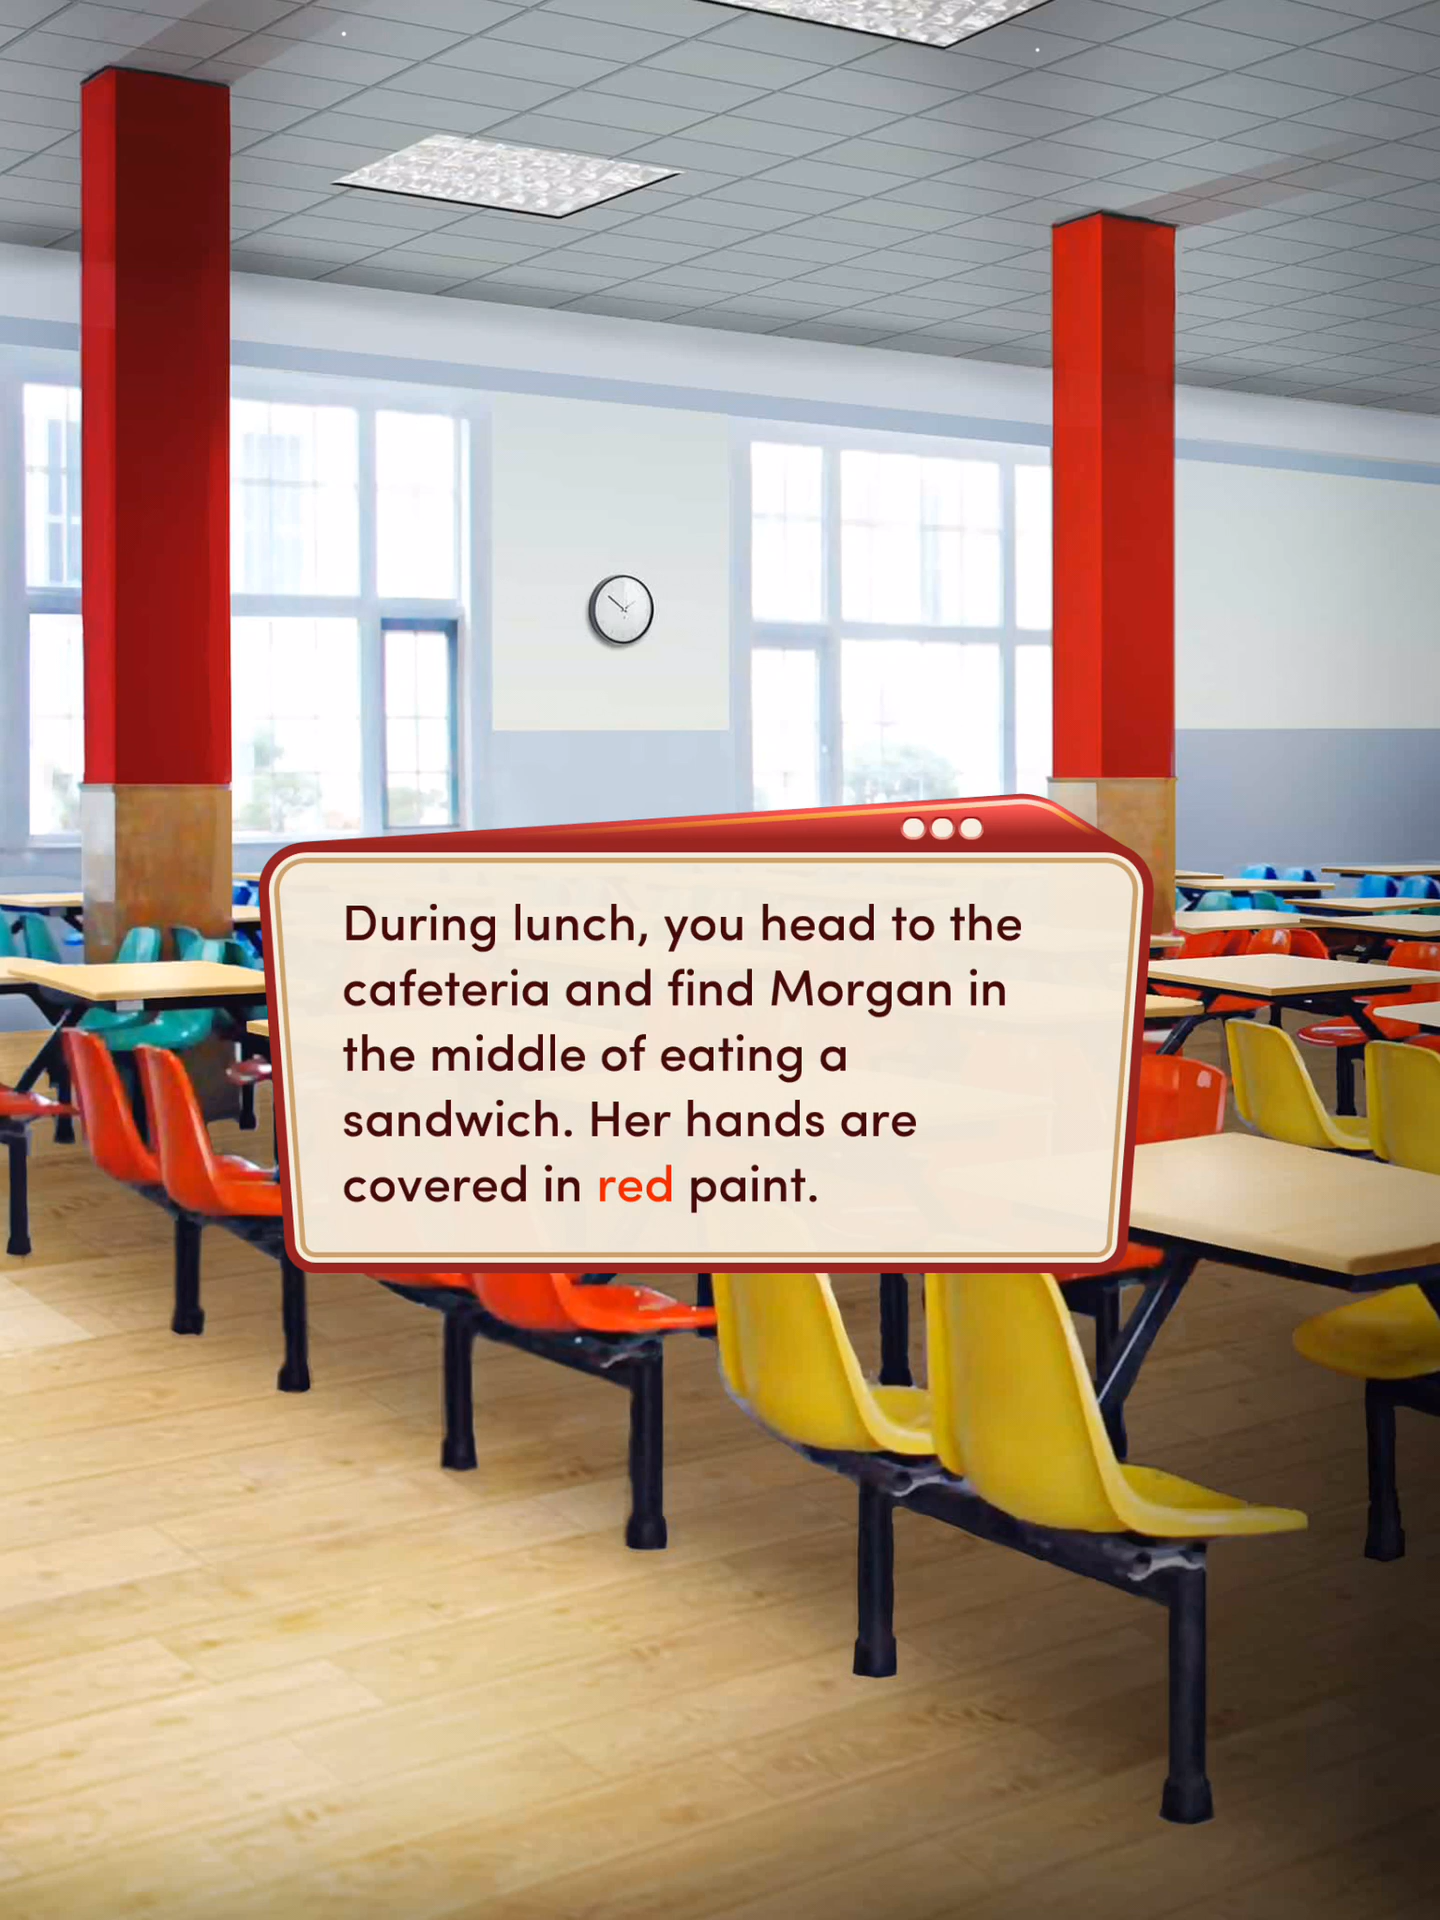 During lunch, you head to the
cafeteria and find Morgan in
the middle of eating a
sandwich. Her hands are
covered in red paint.